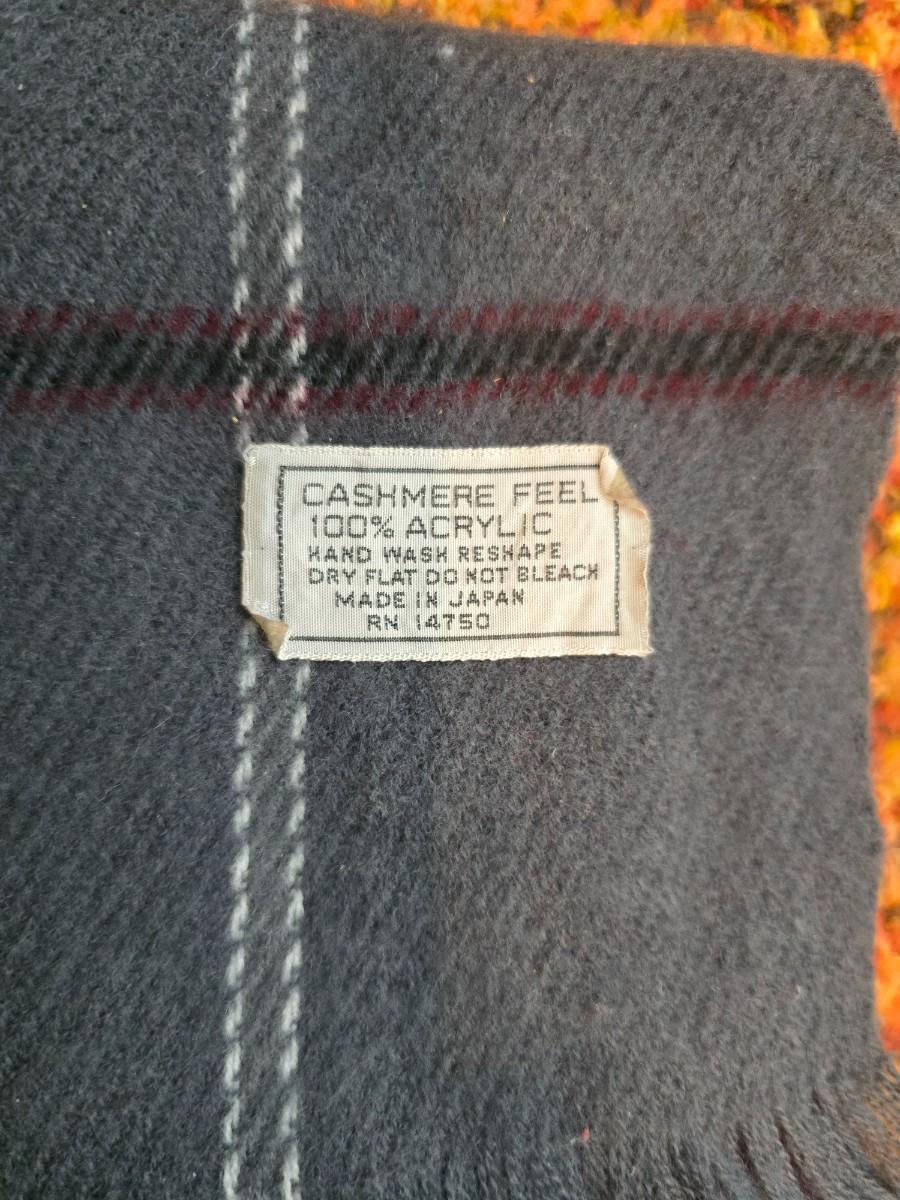 CASHMERE FEEL
100% ACRYLIC
HAND WASH RESHAPE
DRY FLAT DO NOT BLEACH
MADE IN JAPAN
RN 14750